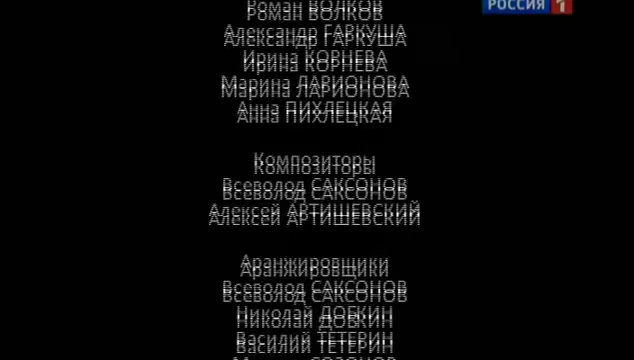 Роман ВОЛКОВ
РОССИЯ 1
Александр ГАРКУША
Ирина КОРНЕВА
Марина ЛАРИОНОВА
Анна ПИХЛЕЦКАЯ
Композиторы
Всеволод САКСОНОВ
Алексей АРТИШЕВСКИЙ
Аранжировщики
Всеволод САКСОНОВ
Николай ДОБКИН
Василий ТЕТЕРИН